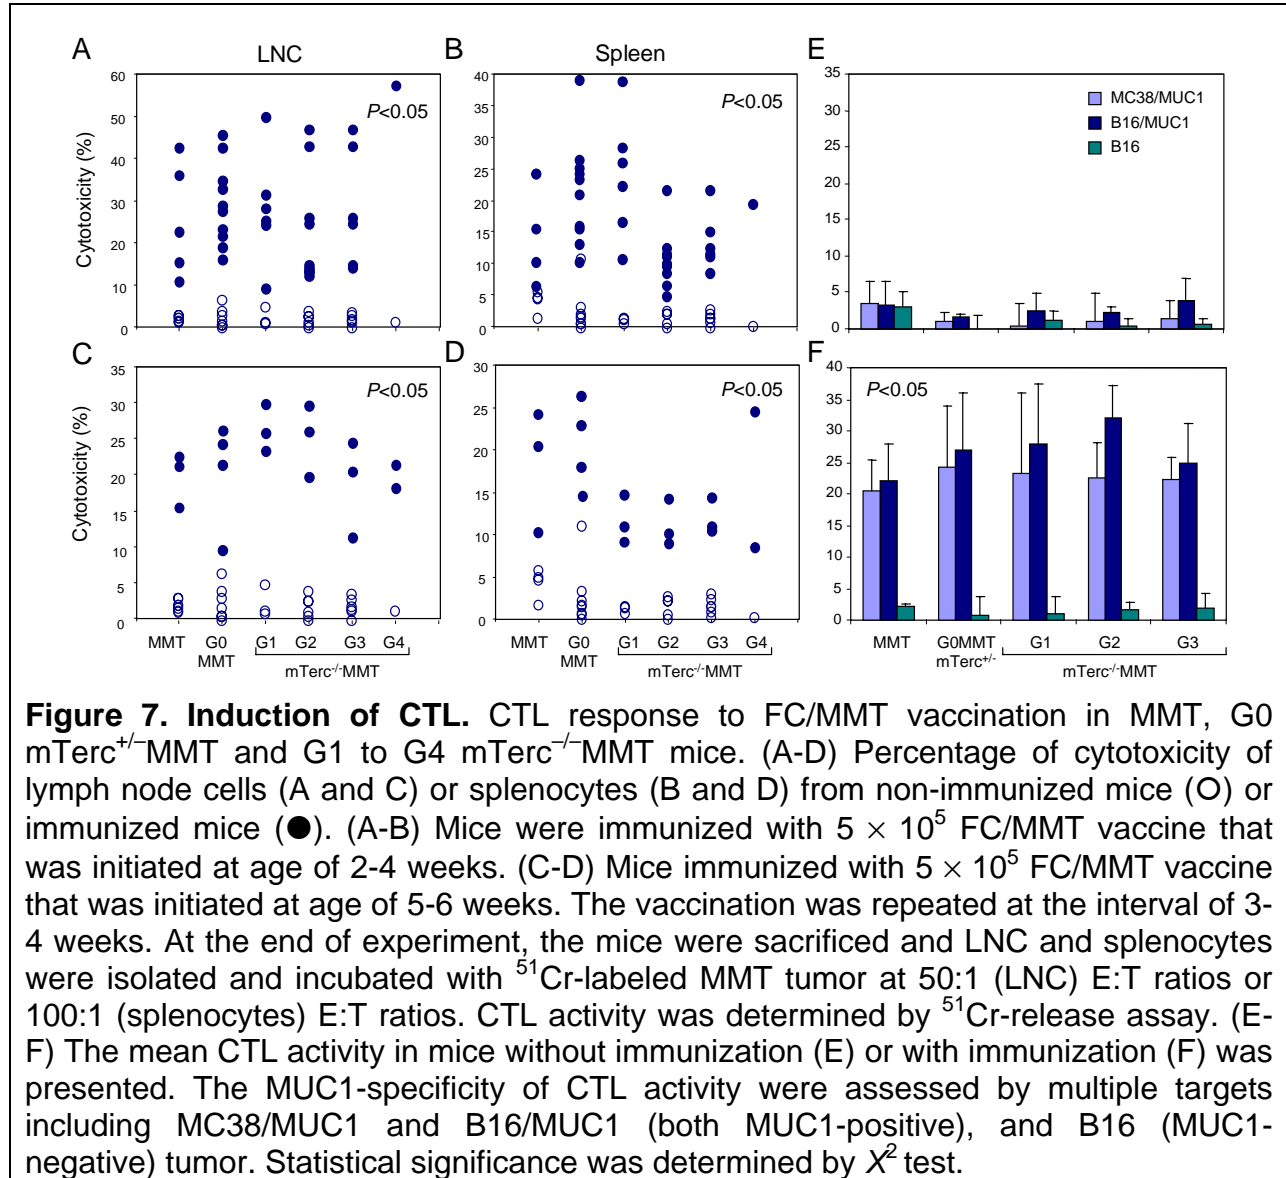 A
LNC
60
50
40
30
20
10
0
Cytotoxicity (%)
P<0.05
B
Spleen
40
35
30
25
20
15
10
5
0
P<0.05
E
35
30
25
20
15
10
5
0
MC38/MUC1
B16/MUC1
B16
C
35
30
25
20
15
10
5
0
Cytotoxicity (%)
P<0.05
MMT G0 G1 G2 G3 G4
MMT
mTerc-/-MMT
D
30
25
20
15
10
5
0
P<0.05
MMT G0 G1 G2 G3 G4
MMT
mTerc-/-MMT
F
40
35
30
25
20
15
10
5
0
P<0.05
MMT G0MMT G1 G2 G3
mTerc+/-
mTerc-/-MMT
Figure 7. Induction of CTL. CTL response to FC/MMT vaccination in MMT, G0
mTerc+/–MMT and G1 to G4 mTerc–/–MMT mice. (A-D) Percentage of cytotoxicity of
lymph node cells (A and C) or splenocytes (B and D) from non-immunized mice (O) or
immunized mice (●). (A-B) Mice were immunized with 5 × 10⁵ FC/MMT vaccine that
was initiated at age of 2-4 weeks. (C-D) Mice immunized with 5 × 10⁵ FC/MMT vaccine
that was initiated at age of 5-6 weeks. The vaccination was repeated at the interval of 3-
4 weeks. At the end of experiment, the mice were sacrificed and LNC and splenocytes
were isolated and incubated with ⁵¹Cr-labeled MMT tumor at 50:1 (LNC) E:T ratios or
100:1 (splenocytes) E:T ratios. CTL activity was determined by ⁵¹Cr-release assay. (E-
F) The mean CTL activity in mice without immunization (E) or with immunization (F) was
presented. The MUC1-specificity of CTL activity were assessed by multiple targets
including MC38/MUC1 and B16/MUC1 (both MUC1-positive), and B16 (MUC1-
negative) tumor. Statistical significance was determined by X² test.